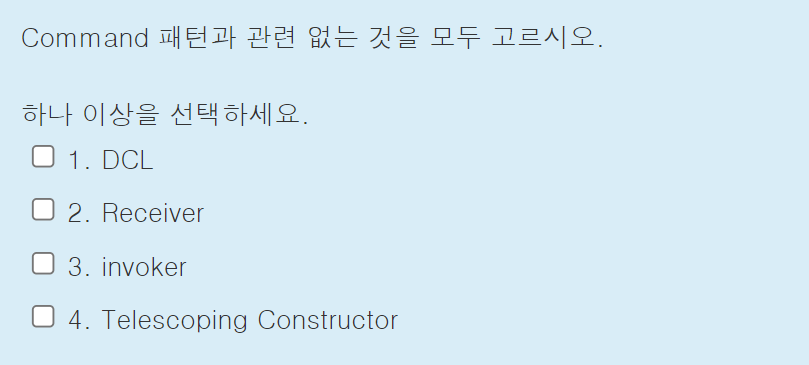 Command 패턴과 관련 없는 것을 모두 고르시오.
하나 이상을 선택하세요.
1. DCL
2. Receiver
3. invoker
4. Telescoping Constructor